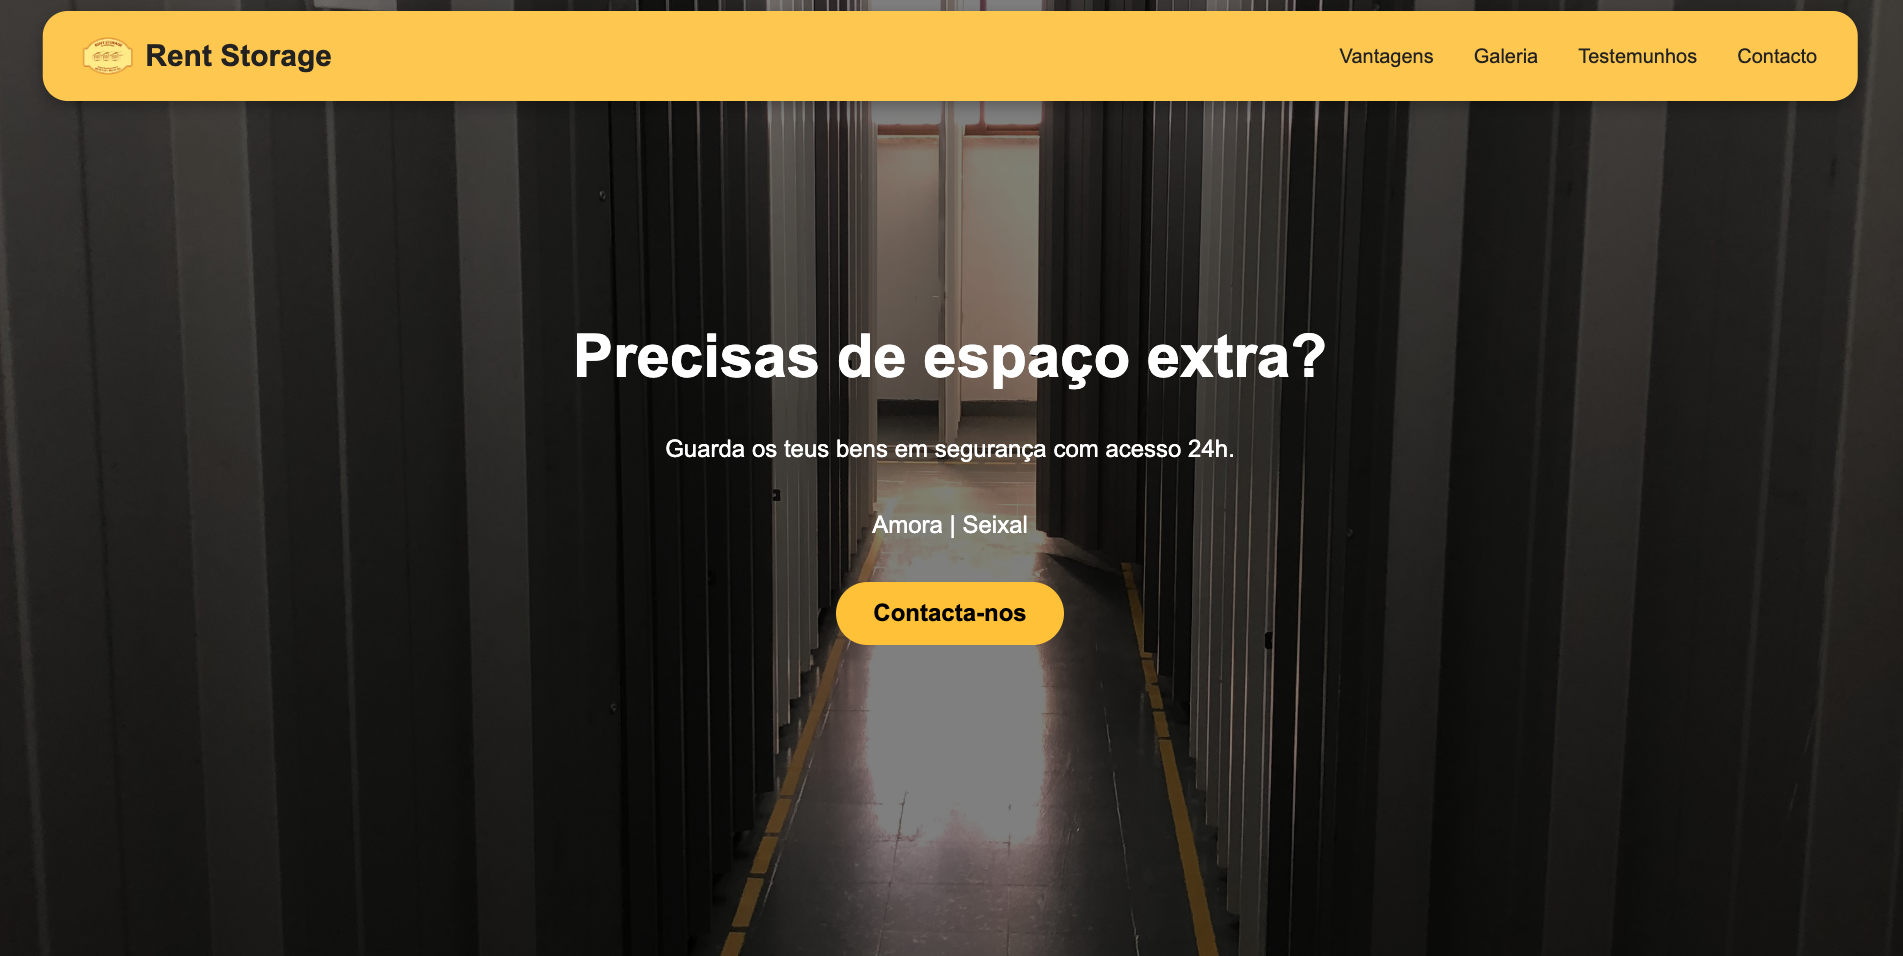 Rent Storage
Vantagens
Galeria
Testemunhos
Contacto
Precisas de espaço extra?
Guarda os teus bens em segurança com acesso 24h.
Amora | Seixal
Contacta-nos